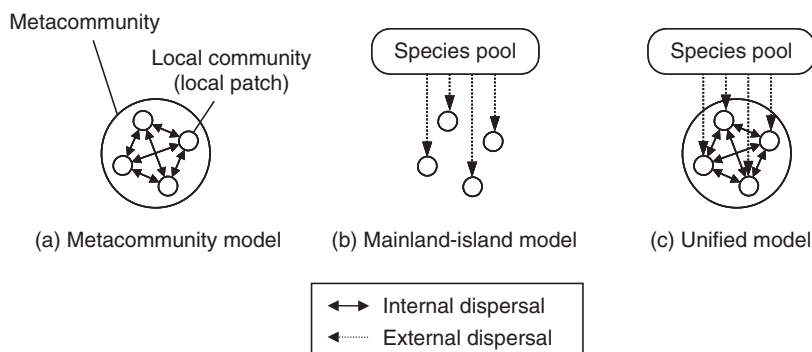 Metacommunity
Local community
(local patch)
Species pool
Species pool
(a) Metacommunity model
(b) Mainland-island model
(c) Unified model
Internal dispersal
External dispersal